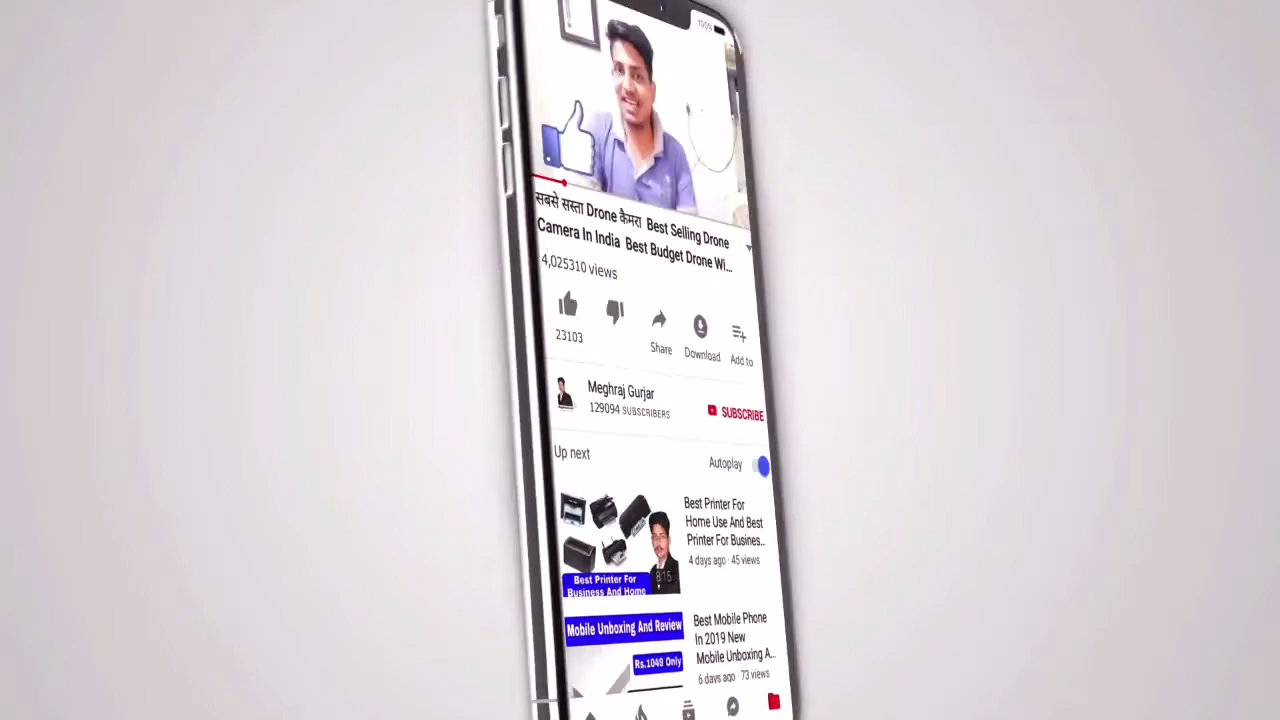 100%
सबसे सस्ता Drone कैमरा Best Selling Drone
Camera In India Best Budget Drone Wi...
4,025310 views
23103
Share
Download
Add to
Meghraj Gurjar
129094 SUBSCRIBERS
SUBSCRIBE
Up next
Autoplay
Best Printer For
Home Use And Best
Printer For Busines...
4 days ago · 45 views
8:15
Best Printer For
Business And Home
Mobile Unboxing And Review
Rs.1049 Only
Best Mobile Phone
In 2019 New
Mobile Unboxing A...
6 days ago · 73 views